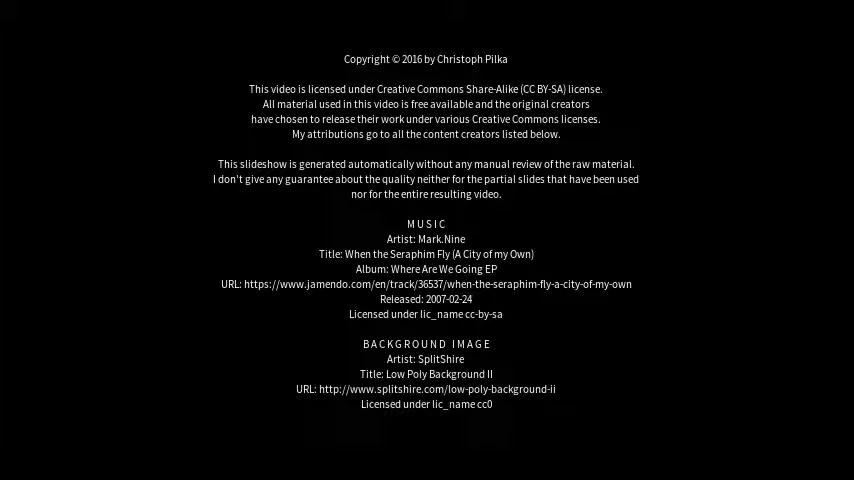 Copyright © 2016 by Christoph Pilka
This video is licensed under Creative Commons Share-Alike (CC BY-SA) license.
All material used in this video is free available and the original creators
have chosen to release their work under various Creative Commons licenses.
My attributions go to all the content creators listed below.
This slideshow is generated automatically without any manual review of the raw material.
I don't give any guarantee about the quality neither for the partial slides that have been used
nor for the entire resulting video.
MUSIC
Artist: Mark.Nine
Title: When the Seraphim Fly (A City of my Own)
Album: Where Are We Going EP
URL: https://www.jamendo.com/en/track/36537/when-the-seraphim-fly-a-city-of-my-own
Released: 2007-02-24
Licensed under lic_name cc-by-sa
BACKGROUND IMAGE
Artist: SplitShire
Title: Low Poly Background II
URL: http://www.splitshire.com/low-poly-background-ii
Licensed under lic_name cc0